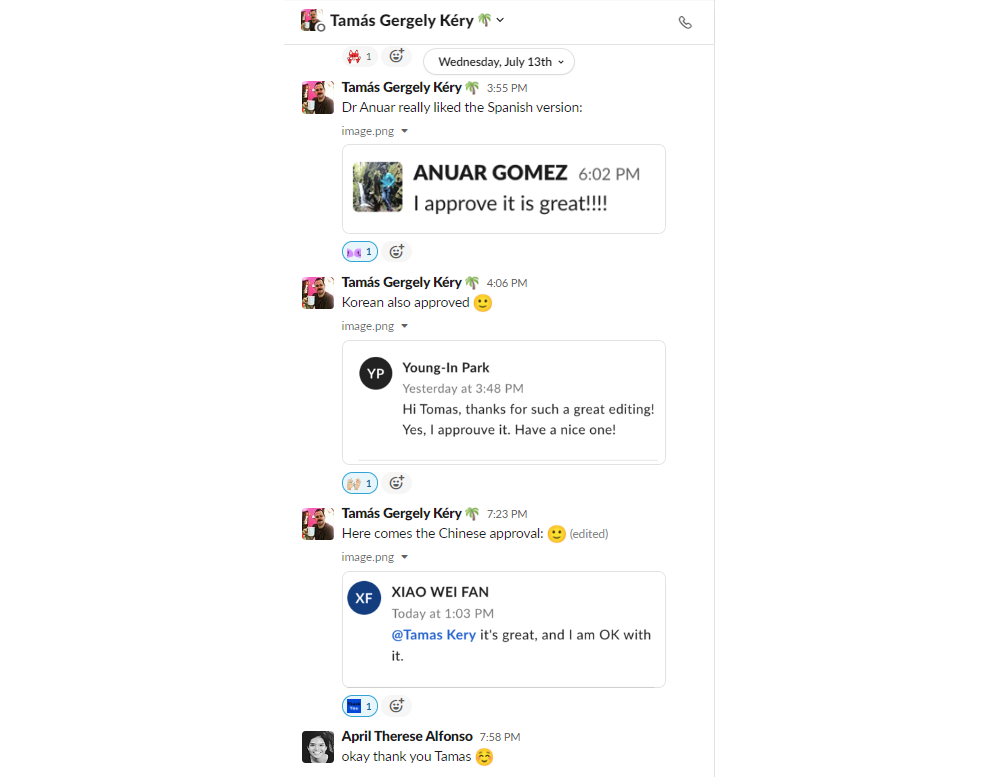 Tamás Gergely Kéry
1
Wednesday, July 13th
Tamás Gergely Kéry 3:55 PM
Dr Anuar really liked the Spanish version:
image.png
ANUAR GOMEZ 6:02 PM
I approve it is great!!!!
1
Tamás Gergely Kéry 4:06 PM
Korean also approved
image.png
YP
Young-In Park
Yesterday at 3:48 PM
Hi Tomas, thanks for such a great editing!
Yes, I approuve it. Have a nice one!
1
Tamás Gergely Kéry 7:23 PM
Here comes the Chinese approval: (edited)
image.png
XF
XIAO WEI FAN
Today at 1:03 PM
@Tamas Kery it's great, and I am OK with
it.
1
April Therese Alfonso 7:58 PM
okay thank you Tamas